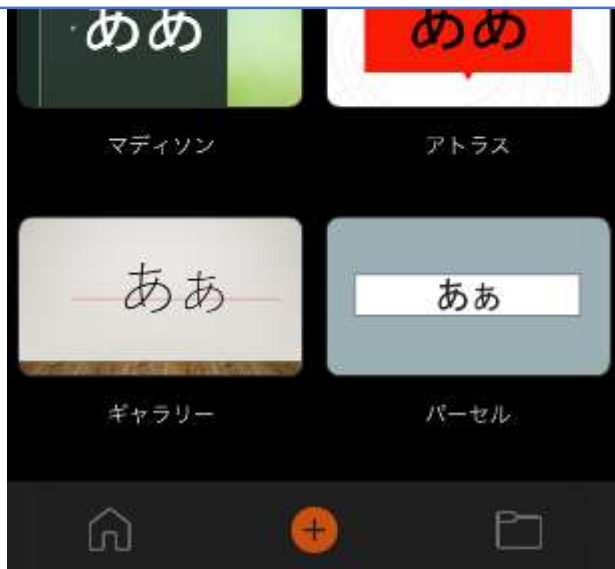 ああ
ああ
マディソン
アトラス
あぁ
あぁ
ギャラリー
パーセル